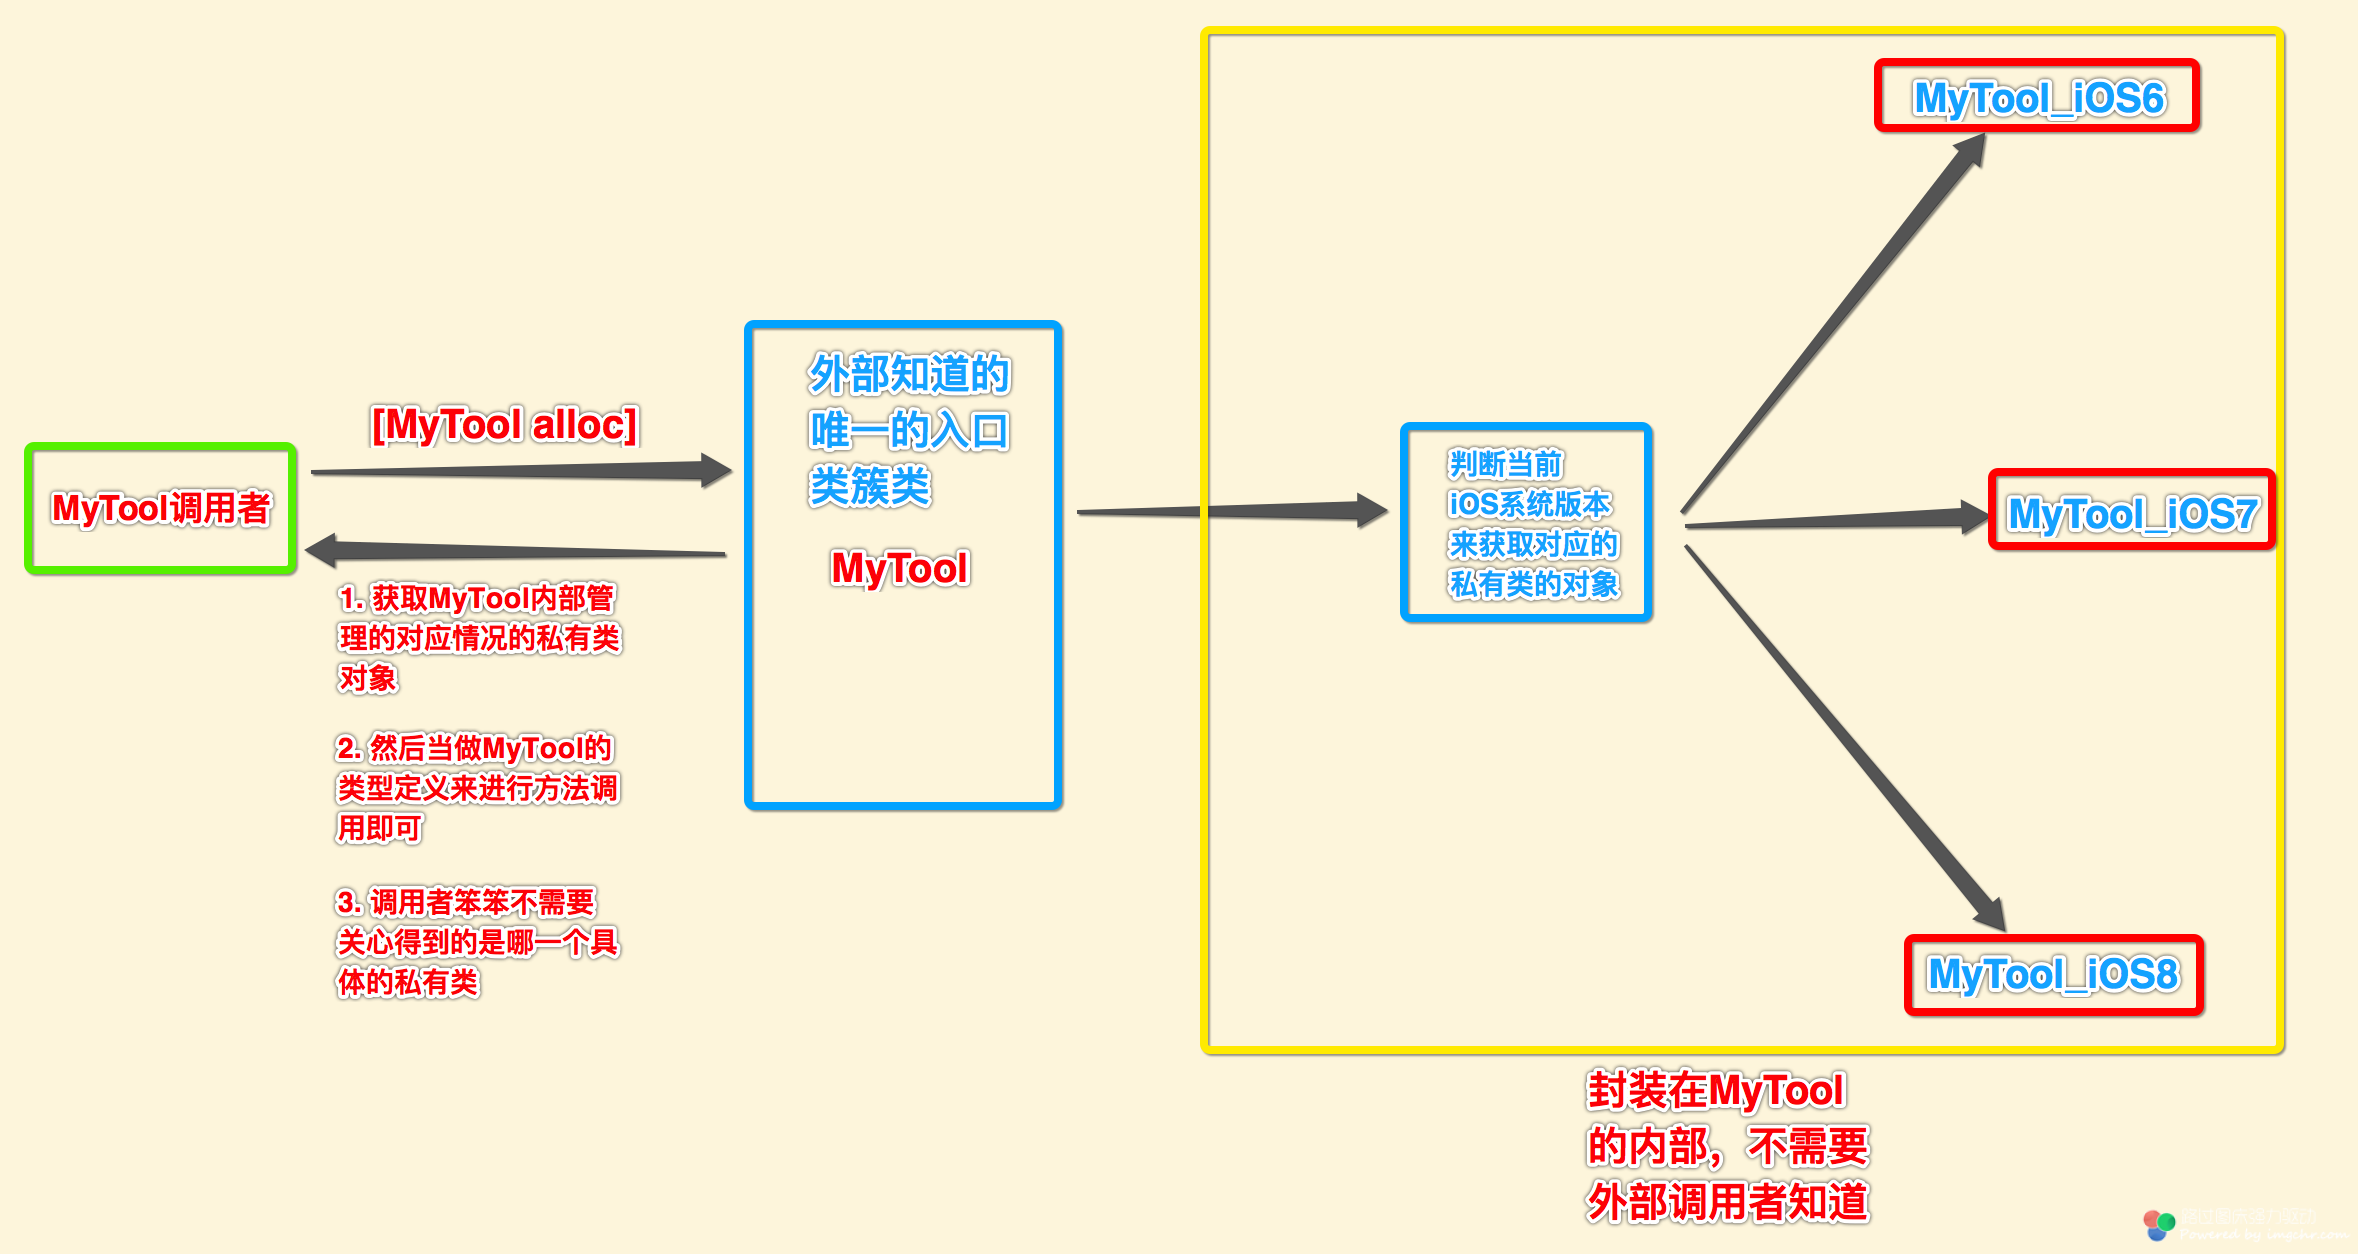 MyTool调用者
[MyTool alloc]
1. 获取MyTool内部管
理的对应情况的私有类
对象
2. 然后当做MyTool的
类型定义来进行方法调
用即可
3. 调用者笨笨不需要
关心得到的是哪一个具
体的私有类
外部知道的
唯一的入口
类簇类
MyTool
判断当前
iOS系统版本
来获取对应的
私有类的对象
MyTool_iOS6
MyTool_iOS7
MyTool_iOS8
封装在MyTool
的内部，不需要
外部调用者知道
Powered by imgchr.com